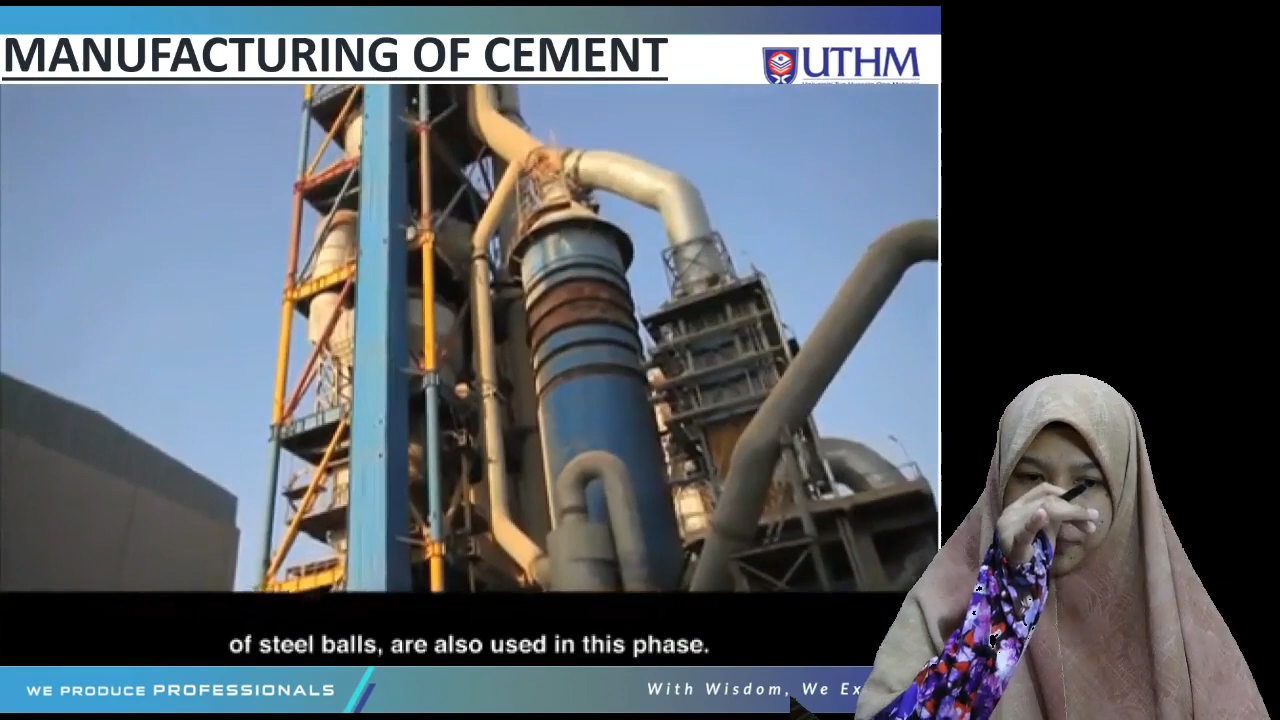 MANUFACTURING OF CEMENT
UTHM
of steel balls, are also used in this phase.
WE PRODUCE PROFESSIONALS
With Wisdom, We Ex